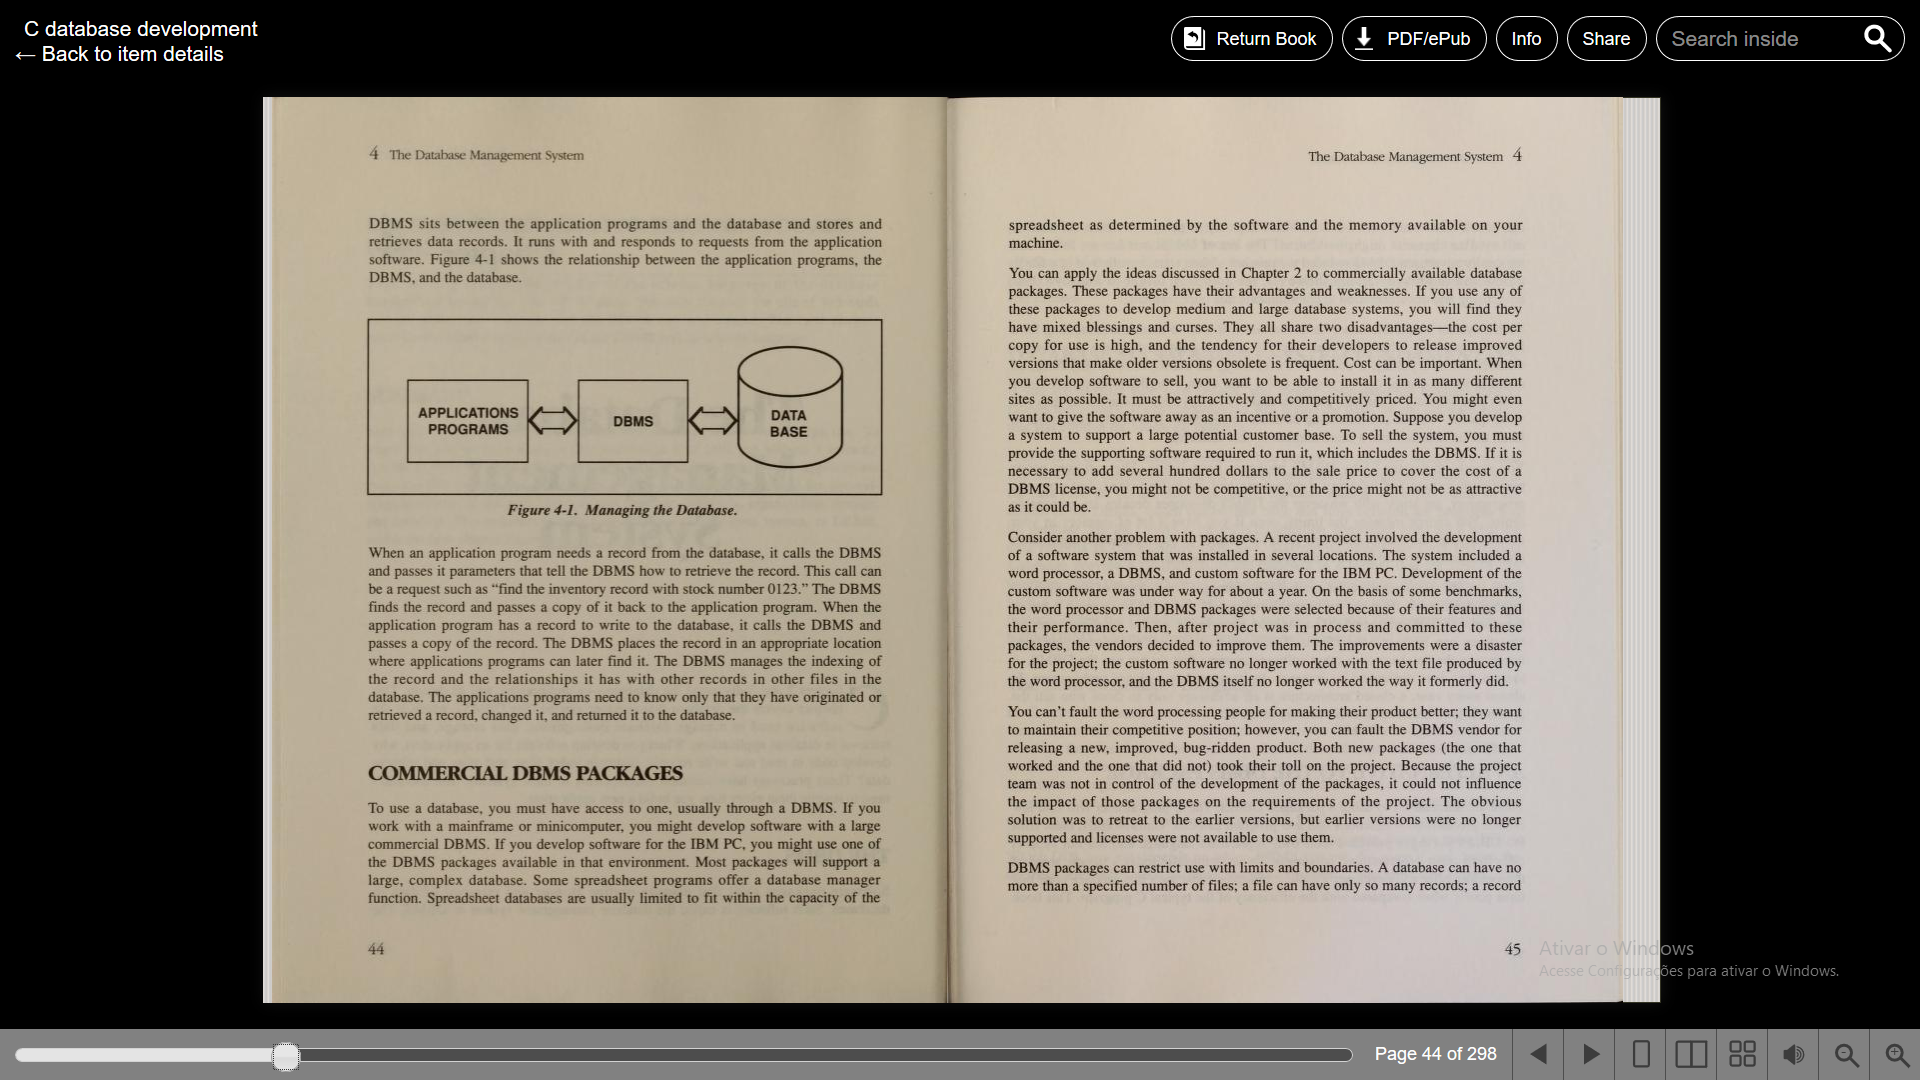 C database development
← Back to item details
Return Book
PDF/ePub
Info
Share
Search inside
4 The Database Management System
DBMS sits between the application programs and the database and stores and
retrieves data records. It runs with and responds to requests from the application
software. Figure 4-1 shows the relationship between the application programs, the
DBMS, and the database.
APPLICATIONS
PROGRAMS
DBMS
DATA
BASE
Figure 4-1. Managing the Database.
When an application program needs a record from the database, it calls the DBMS
and passes it parameters that tell the DBMS how to retrieve the record. This call can
be a request such as “find the inventory record with stock number 0123.” The DBMS
finds the record and passes a copy of it back to the application program. When the
application program has a record to write to the database, it calls the DBMS and
passes a copy of the record. The DBMS places the record in an appropriate location
where applications programs can later find it. The DBMS manages the indexing of
the record and the relationships it has with other records in other files in the
database. The applications programs need to know only that they have originated or
retrieved a record, changed it, and returned it to the database.
COMMERCIAL DBMS PACKAGES
To use a database, you must have access to one, usually through a DBMS. If you
work with a mainframe or minicomputer, you might develop software with a large
commercial DBMS. If you develop software for the IBM PC, you might use one of
the DBMS packages available in that environment. Most packages will support a
large, complex database. Some spreadsheet programs offer a database manager
function. Spreadsheet databases are usually limited to fit within the capacity of the
44
The Database Management System 4
spreadsheet as determined by the software and the memory available on your
machine.
You can apply the ideas discussed in Chapter 2 to commercially available database
packages. These packages have their advantages and weaknesses. If you use any of
these packages to develop medium and large database systems, you will find they
have mixed blessings and curses. They all share two disadvantages—the cost per
copy for use is high, and the tendency for their developers to release improved
versions that make older versions obsolete is frequent. Cost can be important. When
you develop software to sell, you want to be able to install it in as many different
sites as possible. It must be attractively and competitively priced. You might even
want to give the software away as an incentive or a promotion. Suppose you develop
a system to support a large potential customer base. To sell the system, you must
provide the supporting software required to run it, which includes the DBMS. If it is
necessary to add several hundred dollars to the sale price to cover the cost of a
DBMS license, you might not be competitive, or the price might not be as attractive
as it could be.
Consider another problem with packages. A recent project involved the development
of a software system that was installed in several locations. The system included a
word processor, a DBMS, and custom software for the IBM PC. Development of the
custom software was under way for about a year. On the basis of some benchmarks,
the word processor and DBMS packages were selected because of their features and
their performance. Then, after project was in process and committed to these
packages, the vendors decided to improve them. The improvements were a disaster
for the project; the custom software no longer worked with the text file produced by
the word processor, and the DBMS itself no longer worked the way it formerly did.
You can’t fault the word processing people for making their product better; they want
to maintain their competitive position; however, you can fault the DBMS vendor for
releasing a new, improved, bug-ridden product. Both new packages (the one that
worked and the one that did not) took their toll on the project. Because the project
team was not in control of the development of the packages, it could not influence
the impact of those packages on the requirements of the project. The obvious
solution was to retreat to the earlier versions, but earlier versions were no longer
supported and licenses were not available to use them.
DBMS packages can restrict use with limits and boundaries. A database can have no
more than a specified number of files; a file can have only so many records; a record
45
Ativar o Windows
Acesse Configurações para ativar o Windows.
Page 44 of 298